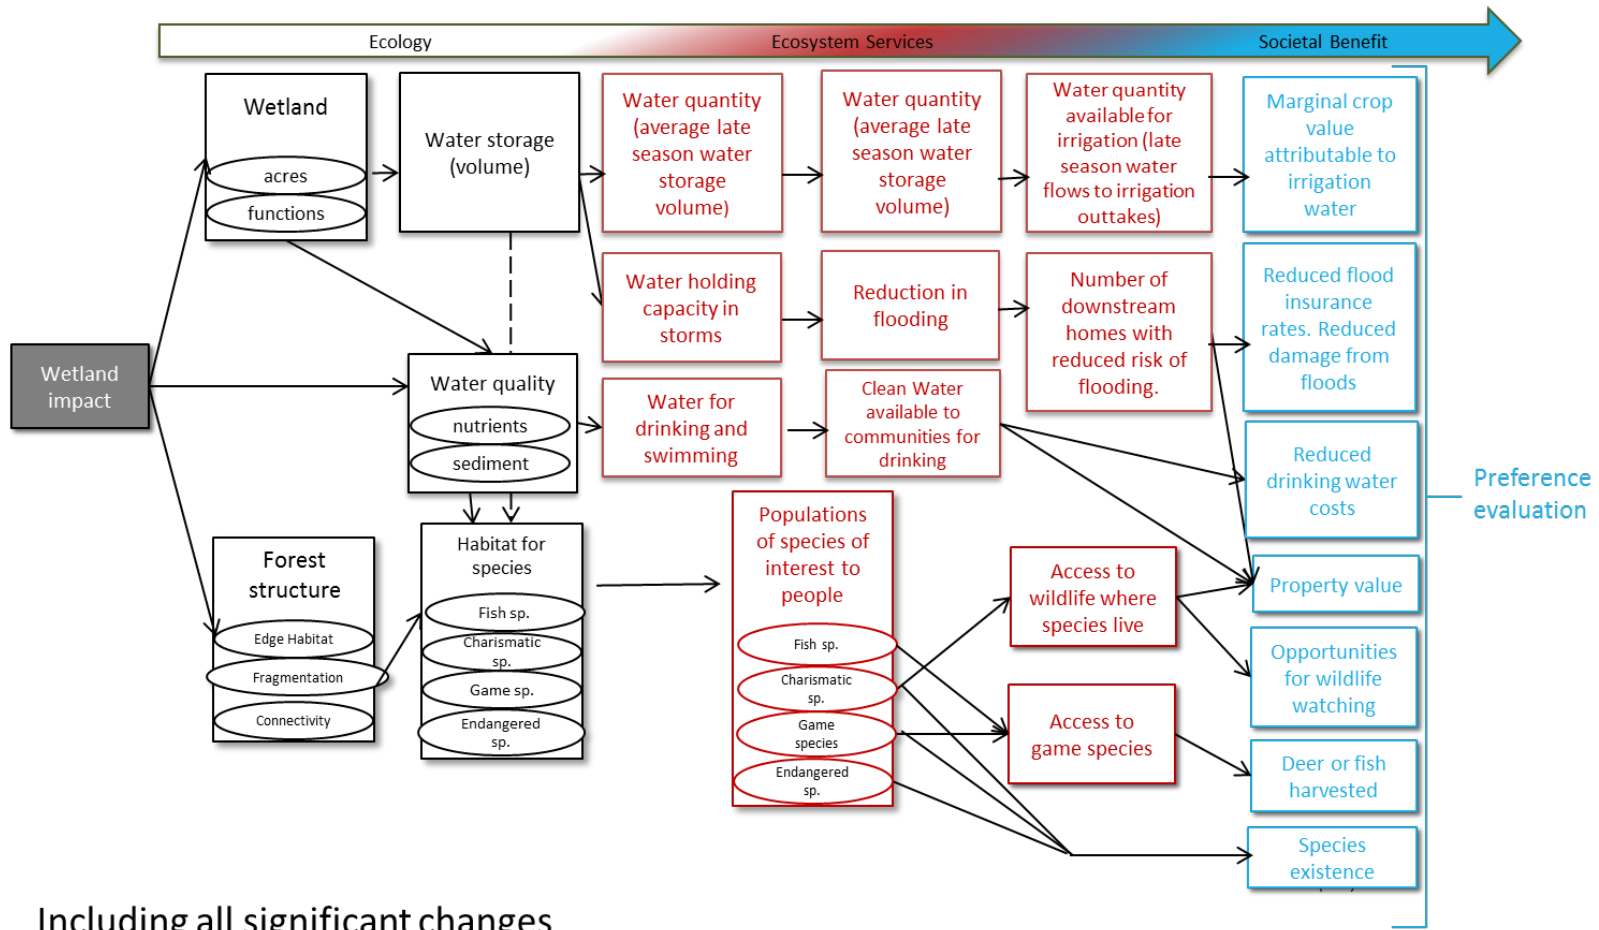 Ecology
Ecosystem Services
Societal Benefit
Wetland
acres
functions
Water storage
(volume)
Water quantity
(average late
season water
storage
volume)
Water quantity
(average late
season water
storage
volume)
Water quantity
available for
irrigation (late
season water
flows to irrigation
outtakes)
Marginal crop
value
attributable to
irrigation
water
Water holding
capacity in
storms
Reduction in
flooding
Number of
downstream
homes with
reduced risk of
flooding.
Reduced flood
insurance
rates. Reduced
damage from
floods
Wetland
impact
Water quality
nutrients
sediment
Water for
drinking and
swimming
Clean Water
available to
communities for
drinking
Reduced
drinking water
costs
Preference
evaluation
Forest
structure
Edge Habitat
Fragmentation
Connectivity
Habitat for
species
Fish sp.
Charismatic
sp.
Game sp.
Endangered
sp.
Populations
of species of
interest to
people
Fish sp.
Charismatic
sp.
Game
species
Endangered
sp.
Access to
wildlife where
species live
Access to
game species
Property value
Opportunities
for wildlife
watching
Deer or fish
harvested
Species
existence
Including all significant changes